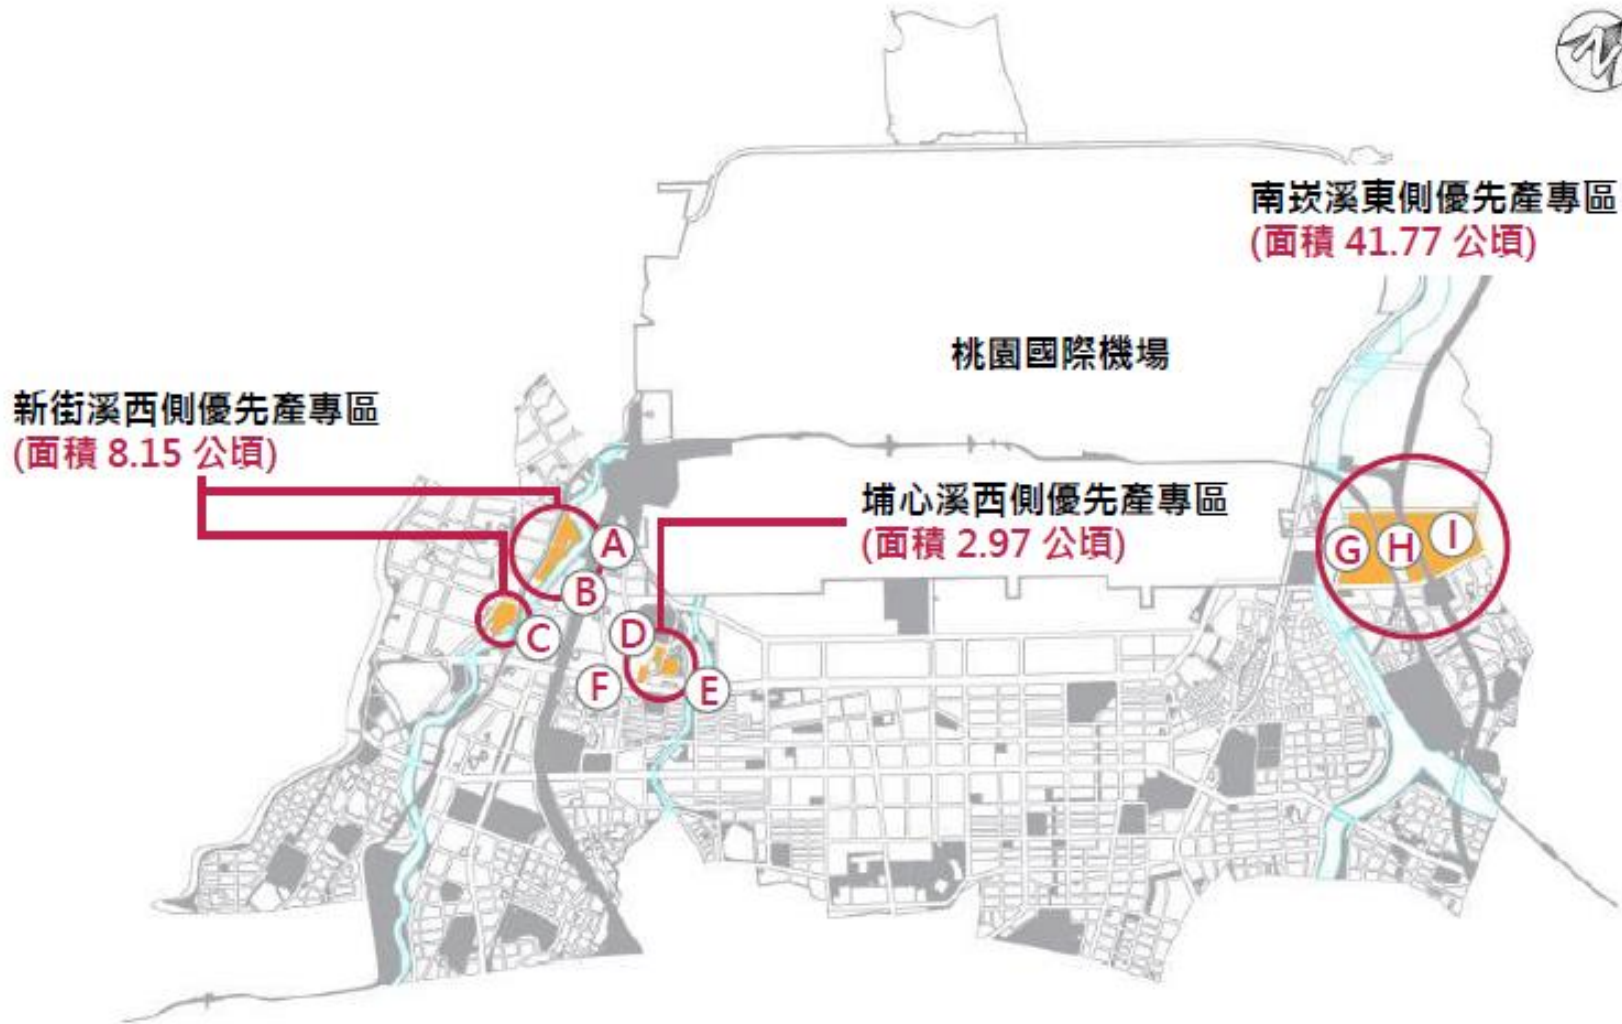 N
南崁溪東側優先產專區
(面積 41.77 公頃)
桃園國際機場
新街溪西側優先產專區
(面積 8.15 公頃)
埔心溪西側優先產專區
(面積 2.97 公頃)
A
B
C
D
E
F
G
H
I